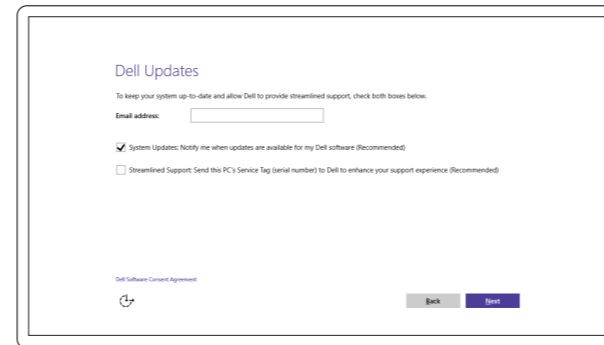 Dell Updates
To keep your system up-to-date and allow Dell to provide streamlined support, check both boxes below.
Email address:
System Updates: Notify me when updates are available for my Dell software (Recommended)
Streamlined Support: Send this PC's Service Tag (serial number) to Dell to enhance your support experience (Recommended)
Dell Software Consent Agreement
Back Next